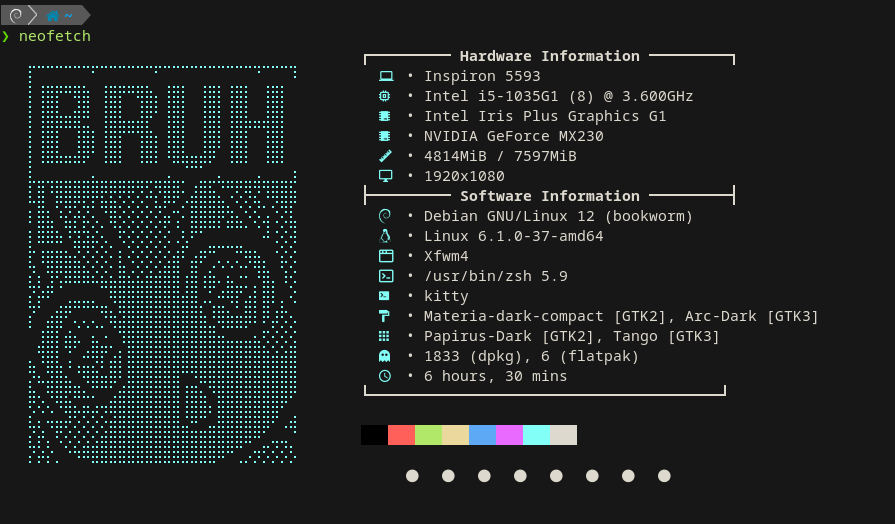 ~
❯ neofetch
BRUH
Hardware Information
• Inspiron 5593
• Intel i5-1035G1 (8) @ 3.600GHz
• Intel Iris Plus Graphics G1
• NVIDIA GeForce MX230
• 4814MiB / 7597MiB
• 1920x1080
Software Information
• Debian GNU/Linux 12 (bookworm)
• Linux 6.1.0-37-amd64
• Xfwm4
• /usr/bin/zsh 5.9
• kitty
• Materia-dark-compact [GTK2], Arc-Dark [GTK3]
• Papirus-Dark [GTK2], Tango [GTK3]
• 1833 (dpkg), 6 (flatpak)
• 6 hours, 30 mins